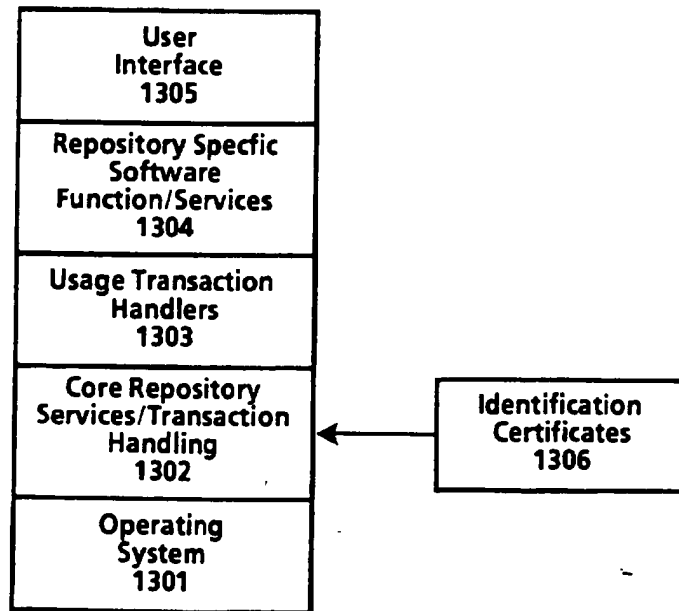 User
Interface
1305
Repository Specfic
Software
Function/Services
1304
Usage Transaction
Handlers
1303
Core Repository
Services/Transaction
Handling
1302
Operating
System
1301
Identification
Certificates
1306